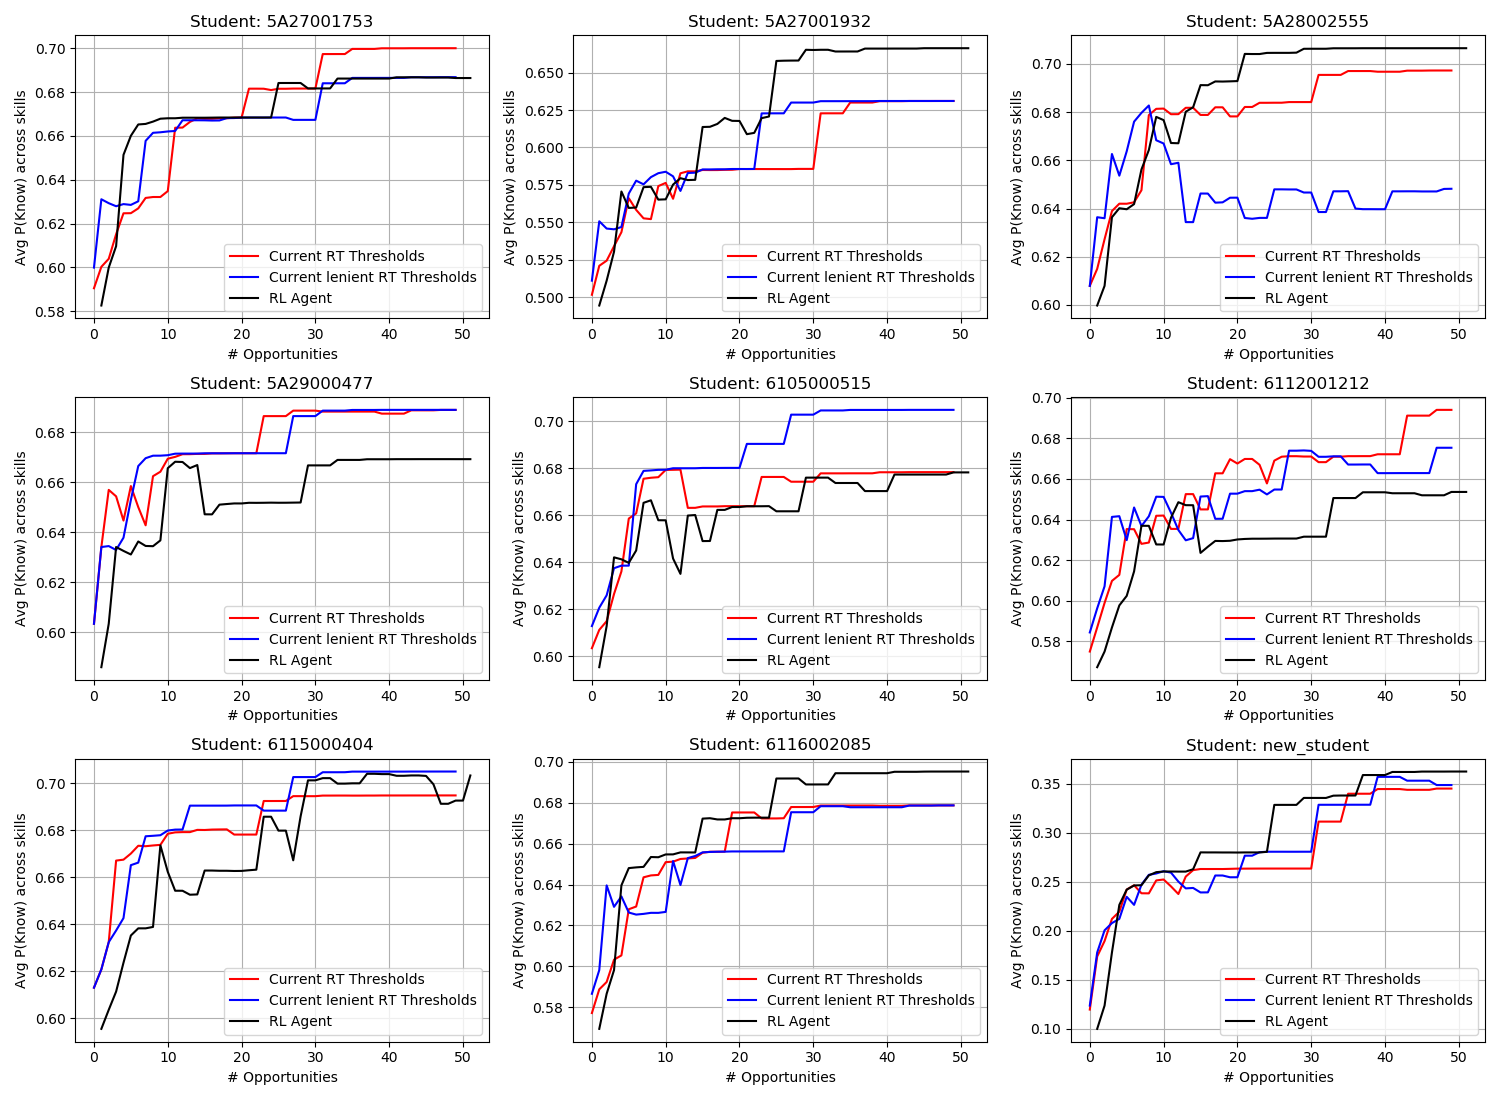 Student: 5A27001753
Avg P(Know) across skills
0.70
0.68
0.66
0.64
0.62
0.60
0.58
Current RT Thresholds
Current lenient RT Thresholds
RL Agent
0 10 20 30 40 50
# Opportunities
Student: 5A27001932
Avg P(Know) across skills
0.650
0.625
0.600
0.575
0.550
0.525
0.500
Current RT Thresholds
Current lenient RT Thresholds
RL Agent
0 10 20 30 40 50
# Opportunities
Student: 5A28002555
Avg P(Know) across skills
0.70
0.68
0.66
0.64
0.62
0.60
Current RT Thresholds
Current lenient RT Thresholds
RL Agent
0 10 20 30 40 50
# Opportunities
Student: 5A29000477
Avg P(Know) across skills
0.68
0.66
0.64
0.62
0.60
Current RT Thresholds
Current lenient RT Thresholds
RL Agent
0 10 20 30 40 50
# Opportunities
Student: 6105000515
Avg P(Know) across skills
0.70
0.68
0.66
0.64
0.62
0.60
Current RT Thresholds
Current lenient RT Thresholds
RL Agent
0 10 20 30 40 50
# Opportunities
Student: 6112001212
Avg P(Know) across skills
0.70
0.68
0.66
0.64
0.62
0.60
0.58
Current RT Thresholds
Current lenient RT Thresholds
RL Agent
0 10 20 30 40 50
# Opportunities
Student: 6115000404
Avg P(Know) across skills
0.70
0.68
0.66
0.64
0.62
0.60
Current RT Thresholds
Current lenient RT Thresholds
RL Agent
0 10 20 30 40 50
# Opportunities
Student: 6116002085
Avg P(Know) across skills
0.70
0.68
0.66
0.64
0.62
0.60
0.58
Current RT Thresholds
Current lenient RT Thresholds
RL Agent
0 10 20 30 40 50
# Opportunities
Student: new_student
Avg P(Know) across skills
0.35
0.30
0.25
0.20
0.15
0.10
Current RT Thresholds
Current lenient RT Thresholds
RL Agent
0 10 20 30 40 50
# Opportunities